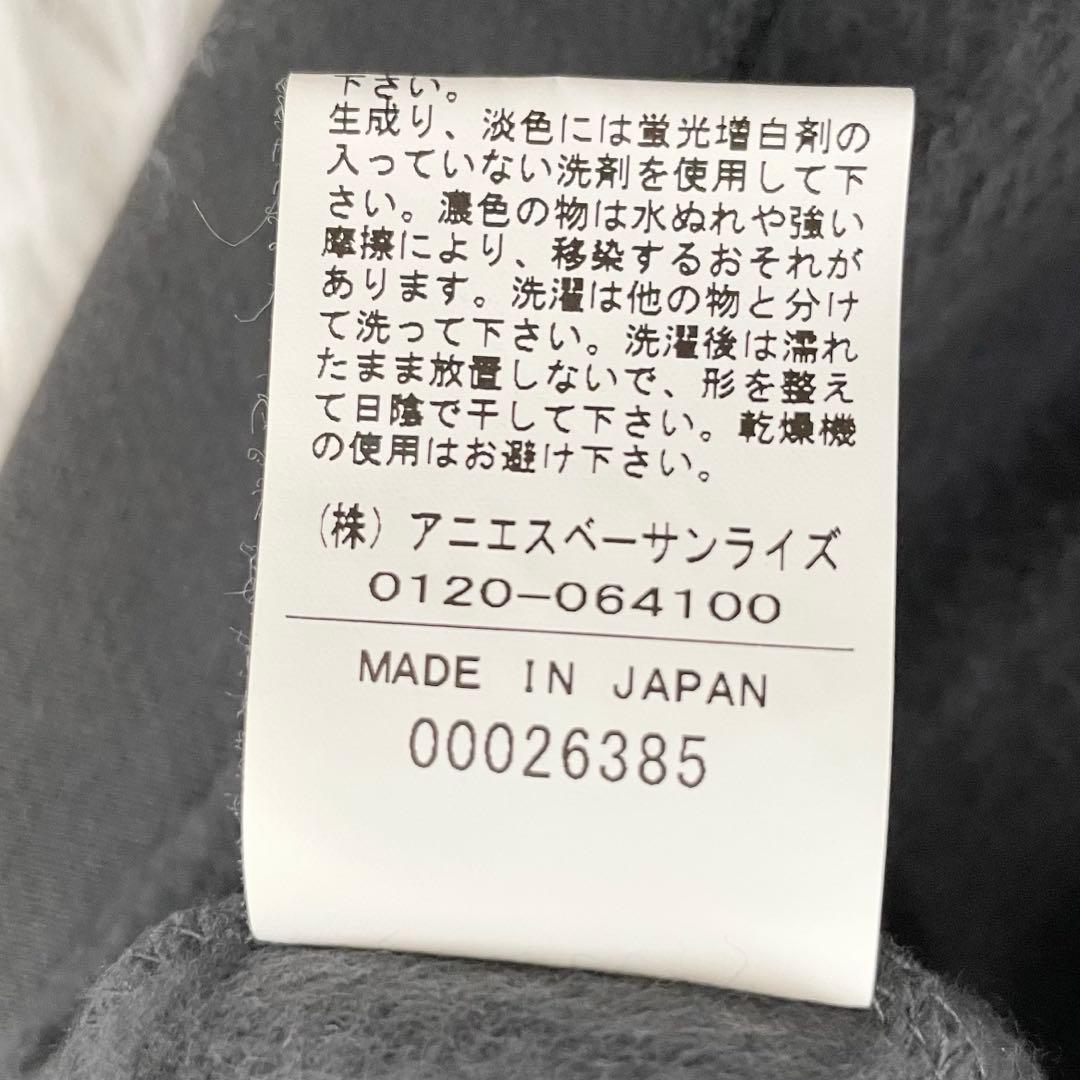 下さい。
生成り、淡色には蛍光増白剤の
入っていない洗剤を使用して下
さい。濃色の物は水ぬれや強い
摩擦により、移染するおそれが
あります。洗濯は他の物と分け
て洗って下さい。洗濯後は濡れ
たまま放置しないで、形を整え
て日陰で干して下さい。乾燥機
の使用はお避け下さい。
(株) アニエスベーサンライズ
0120-064100
MADE IN JAPAN
00026385